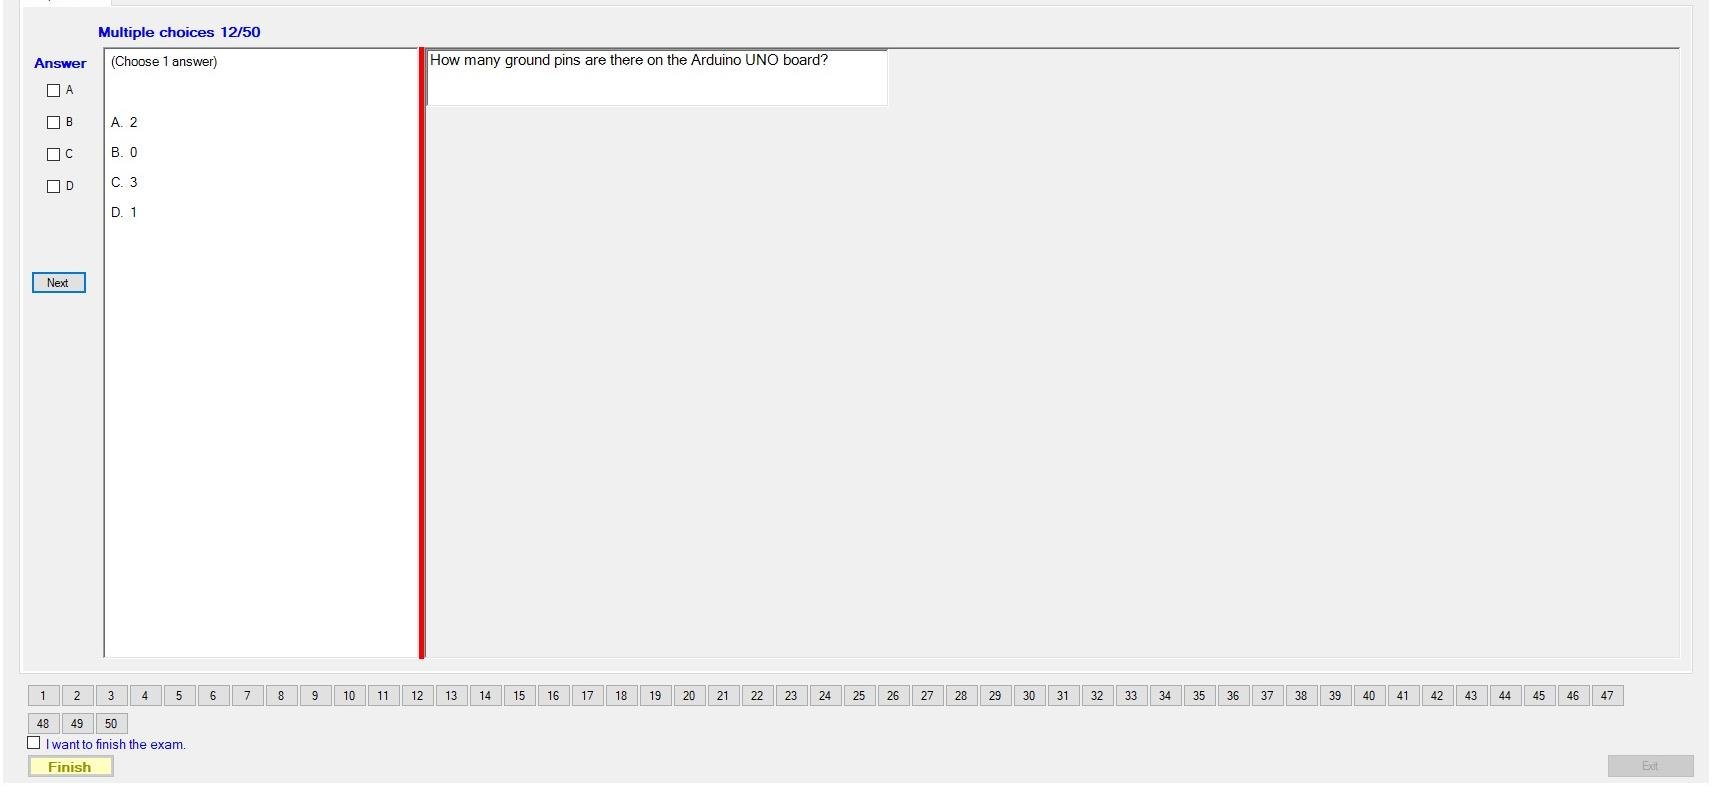 Multiple choices 12/50
Answer
A
B
C
D
Next
(Choose 1 answer)
A. 2
B. 0
C. 3
D. 1
How many ground pins are there on the Arduino UNO board?
1 2 3 4 5 6 7 8 9 10 11 12 13 14 15 16 17 18 19 20 21 22 23 24 25 26 27 28 29 30 31 32 33 34 35 36 37 38 39 40 41 42 43 44 45 46 47
48 49 50
I want to finish the exam.
Finish
Exit